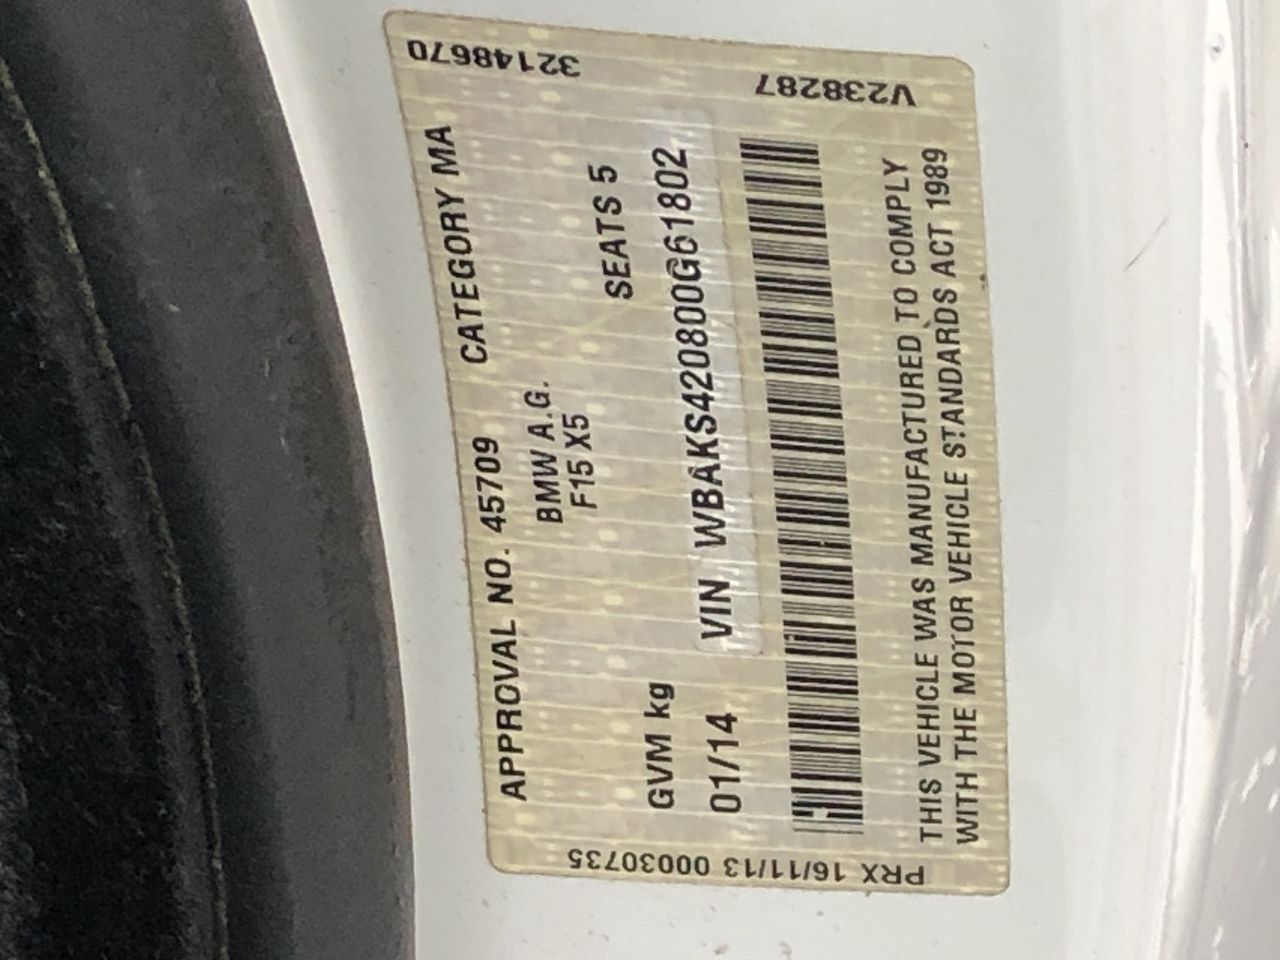 APPROVAL NO. 45709 CATEGORY MA
BMW A.G.
F15 X5
GVM kg SEATS 5
01/14 VIN WBAKS420800G61802
THIS VEHICLE WAS MANUFACTURED TO COMPLY
WITH THE MOTOR VEHICLE STANDARDS ACT 1989
PRX 16/11/13 00030735
32148670
V238287